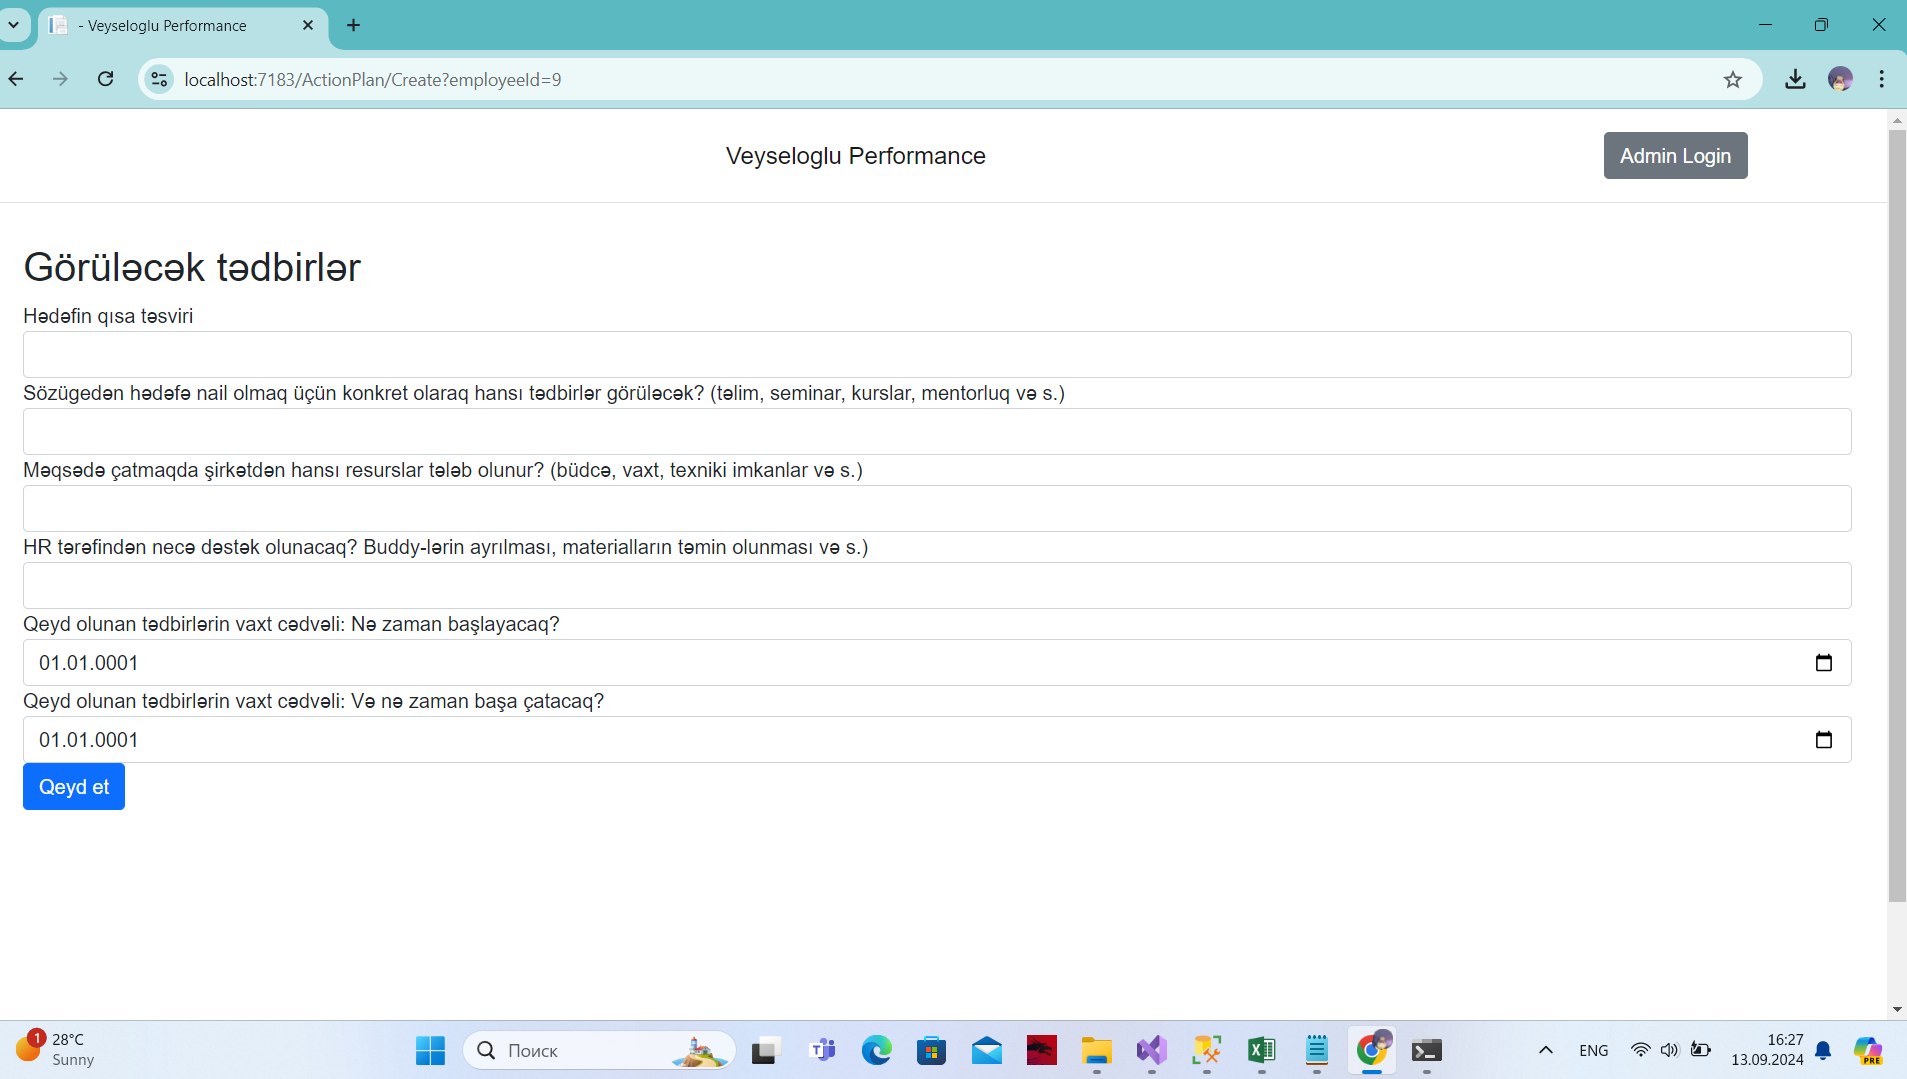 - Veyseloglu Performance
localhost:7183/ActionPlan/Create?employeeId=9
Veyseloglu Performance
Admin Login
Görüləcək tədbirlər
Hədəfin qısa təsviri
Sözügedən hədəfə nail olmaq üçün konkret olaraq hansı tədbirlər görüləcək? (təlim, seminar, kurslar, mentorluq və s.)
Məqsədə çatmaqda şirkətdən hansı resurslar tələb olunur? (büdcə, vaxt, texniki imkanlar və s.)
HR tərəfindən necə dəstək olunacaq? Buddy-lərin ayrılması, materialların təmin olunması və s.)
Qeyd olunan tədbirlərin vaxt cədvəli: Nə zaman başlayacaq?
01.01.0001
Qeyd olunan tədbirlərin vaxt cədvəli: Və nə zaman başa çatacaq?
01.01.0001
Qeyd et
1
28°C
Sunny
Поиск
ENG
16:27
13.09.2024
PRE